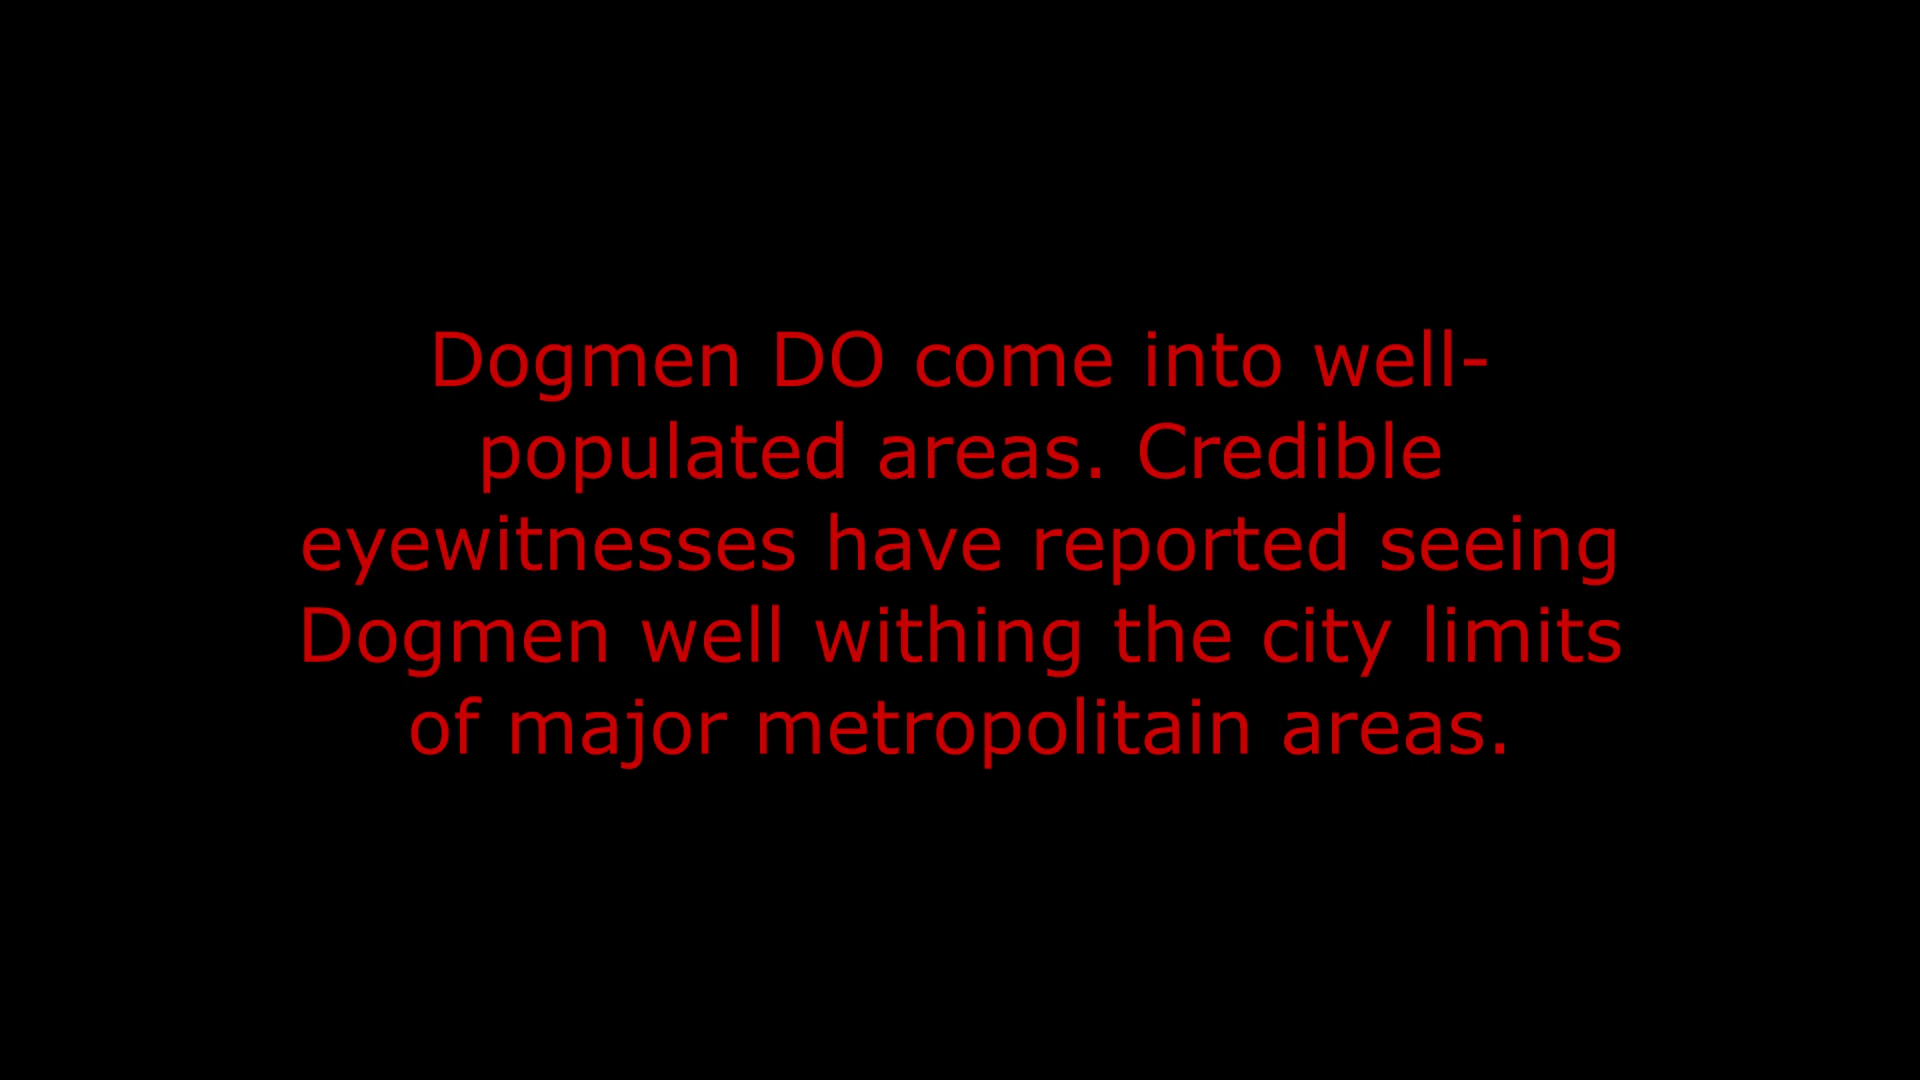 Dogmen DO come into well-
populated areas. Credible
eyewitnesses have reported seeing
Dogmen well withing the city limits
of major metropolitain areas.